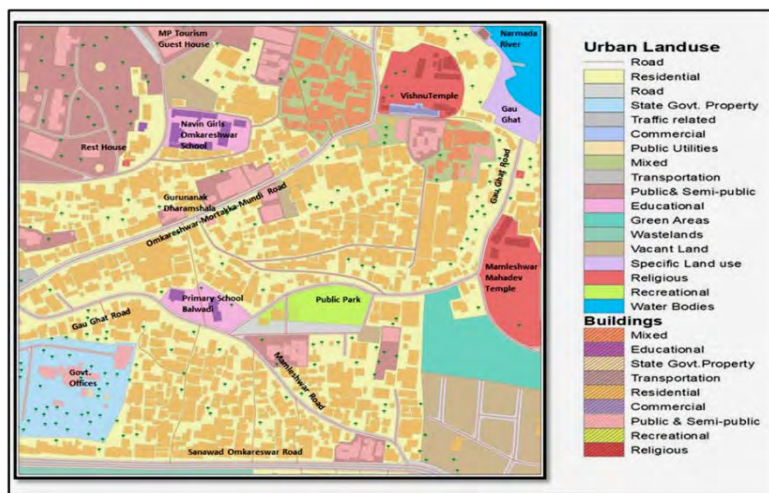 MP Tourism
Guest House
Narmada
River
VishnuTemple
Gau
Ghat
Navin Girls
Omkareshwar
School
Rest House
Gau Ghat Road
Gurunanak
Dharamshala
Omkareshwar-Mortakka-Mundi Road
Mamleshwar
Mahadev
Temple
Primary School
Balwadi
Public Park
Gau Ghat Road
Govt.
Offices
Mamleshwar Road
Sanawad Omkareswar Road
Urban Landuse
Road
Residential
Road
State Govt. Property
Traffic related
Commercial
Public Utilities
Mixed
Transportation
Public& Semi-public
Educational
Green Areas
Wastelands
Vacant Land
Specific Land use
Religious
Recreational
Water Bodies
Buildings
Mixed
Educational
State Govt.Property
Transportation
Residential
Commercial
Public & Semi-public
Recreational
Religious